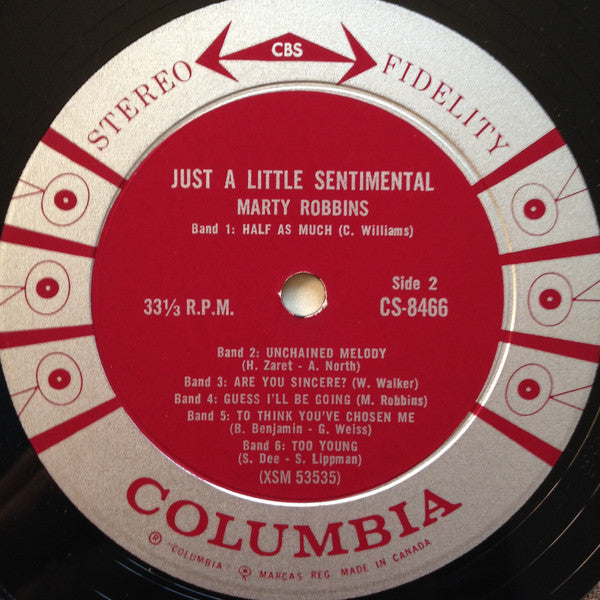 STEREO CBS FIDELITY
JUST A LITTLE SENTIMENTAL
MARTY ROBBINS
Band 1: HALF AS MUCH (C. Williams)
Side 2
33⅓ R.P.M. CS-8466
Band 2: UNCHAINED MELODY
(H. Zaret - A. North)
Band 3: ARE YOU SINCERE? (W. Walker)
Band 4: GUESS I'LL BE GOING (M. Robbins)
Band 5: TO THINK YOU'VE CHOSEN ME
(B. Benjamin - G. Weiss)
Band 6: TOO YOUNG
(S. Dee - S. Lippman)
(XSM 53535)
COLUMBIA
® "COLUMBIA" MARCAS REG. MADE IN CANADA